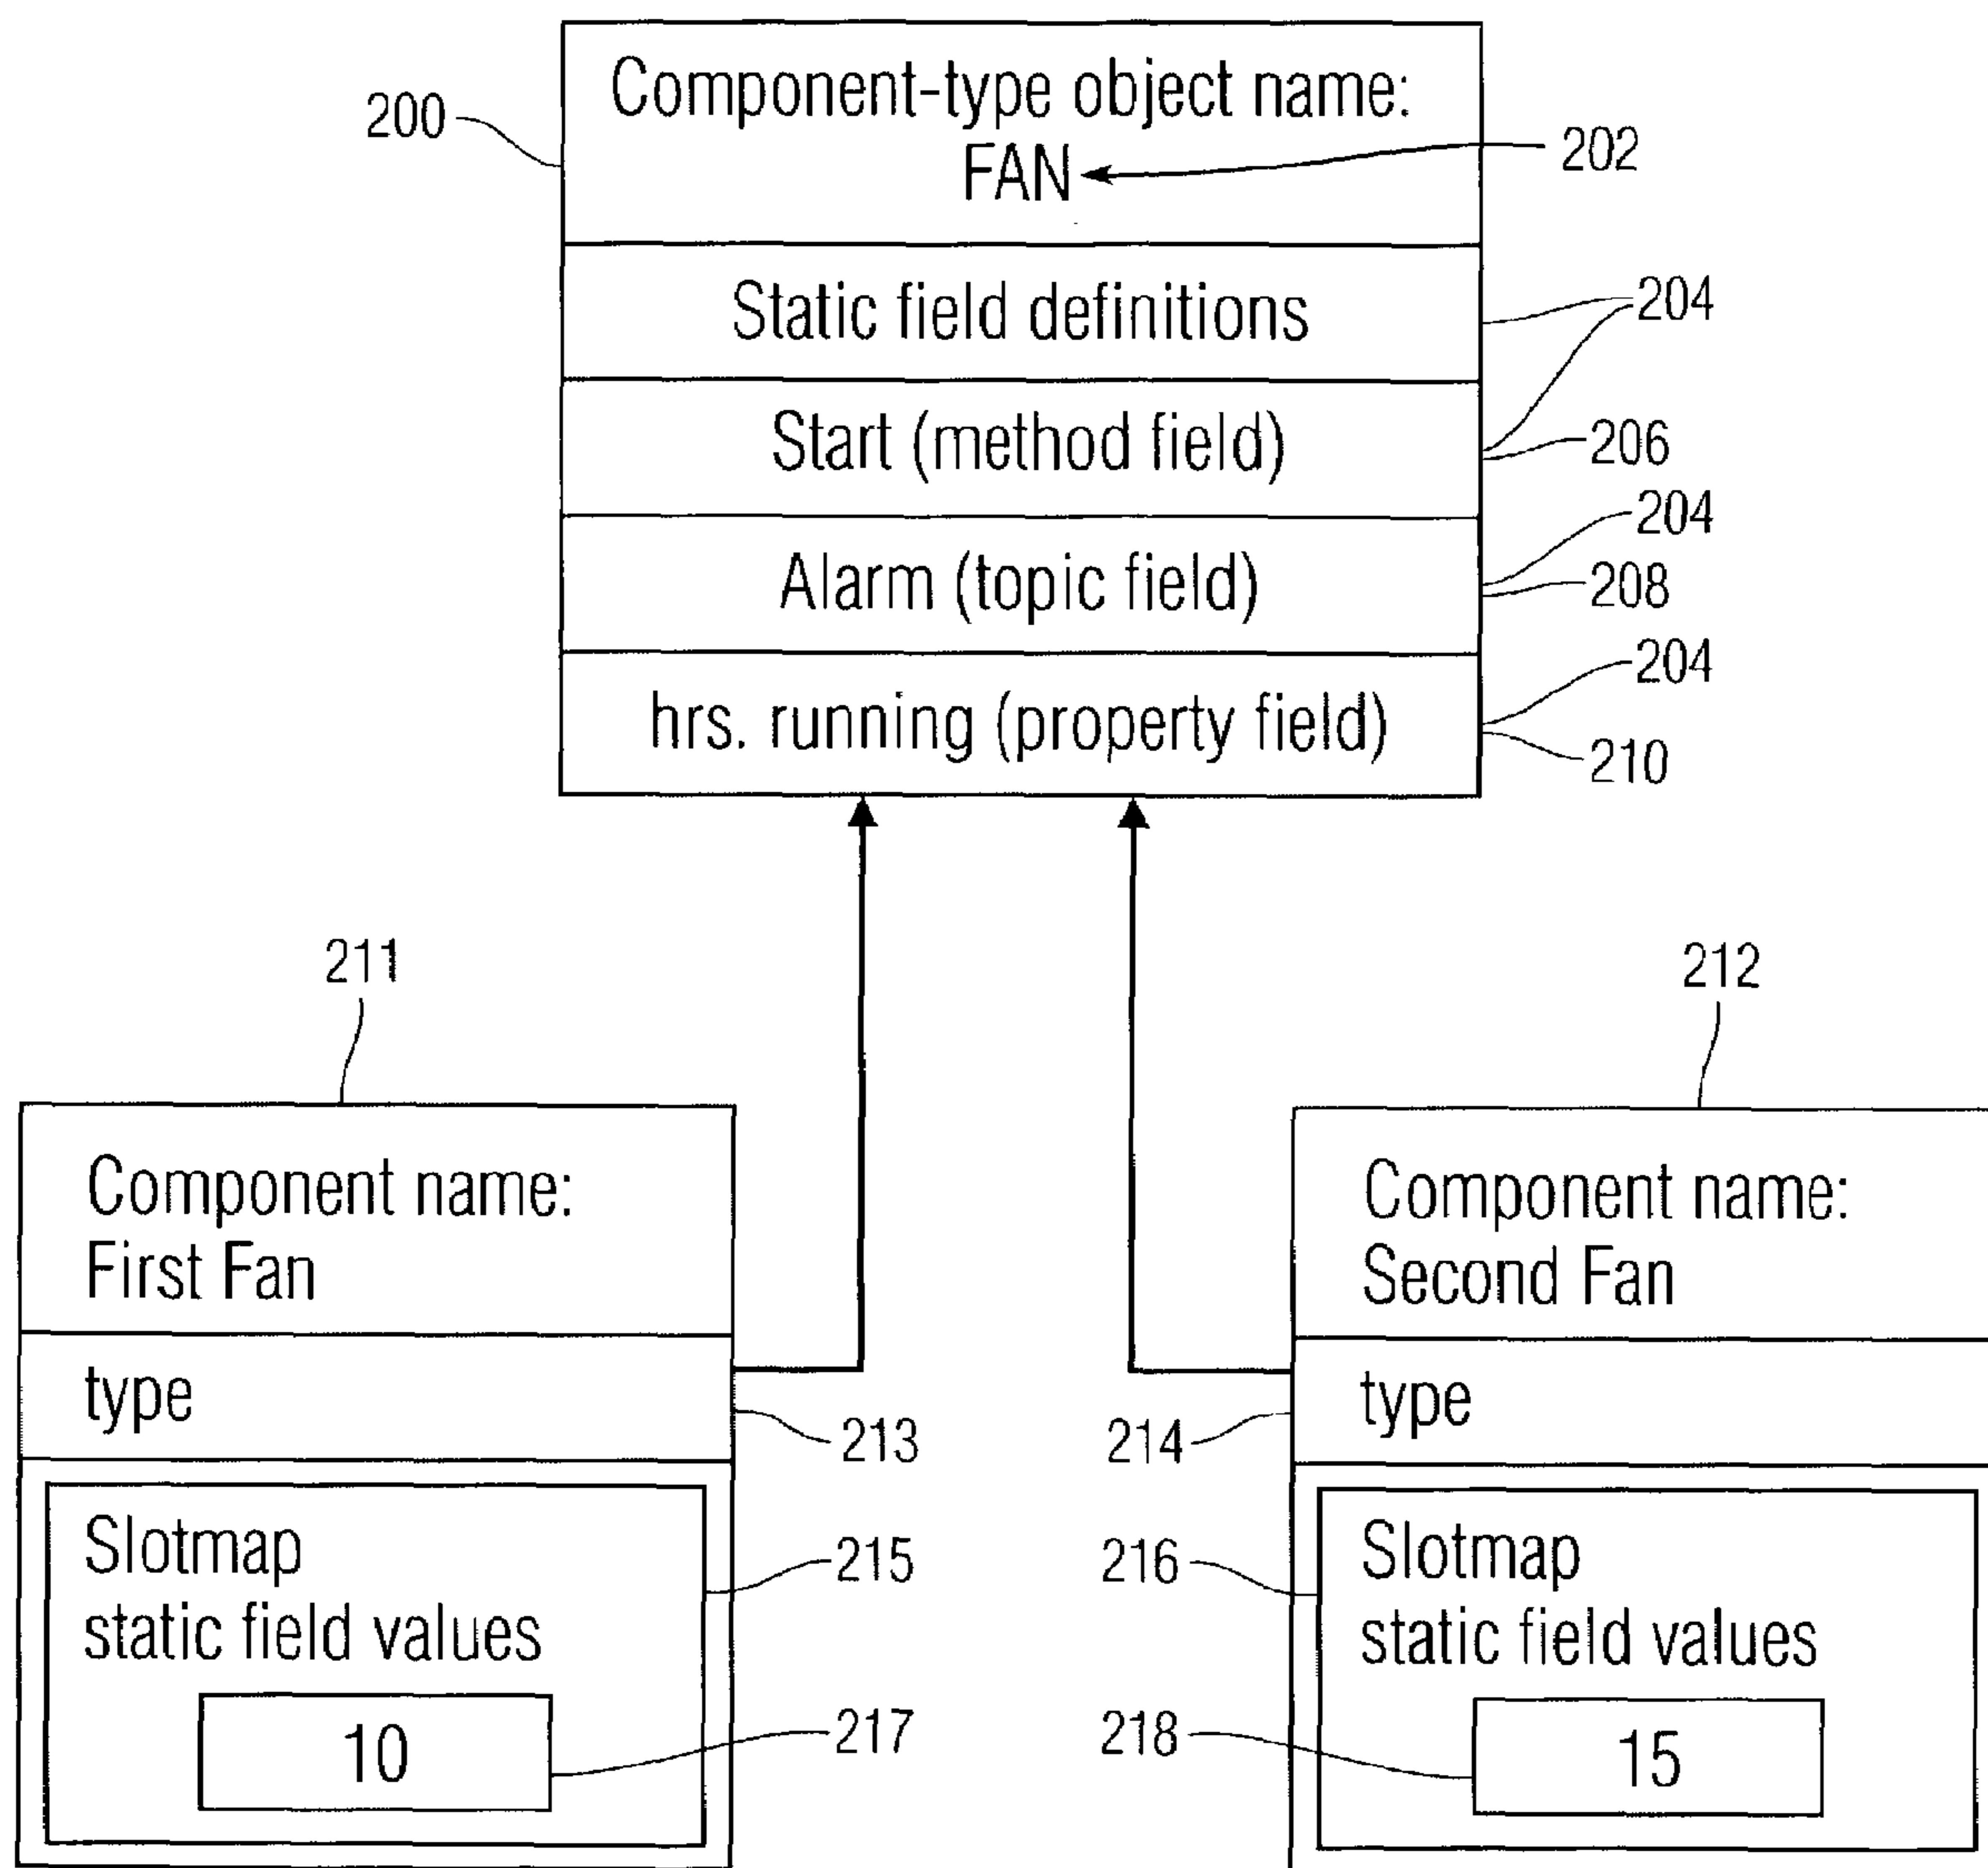 Component-type object name:
200
FAN
202
Static field definitions
204
Start (method field)
206
204
Alarm (topic field)
208
204
hrs. running (property field)
210
211
212
Component name:
First Fan
Component name:
Second Fan
type
213
214
type
Slotmap
static field values
215
216
Slotmap
static field values
10
217
218
15